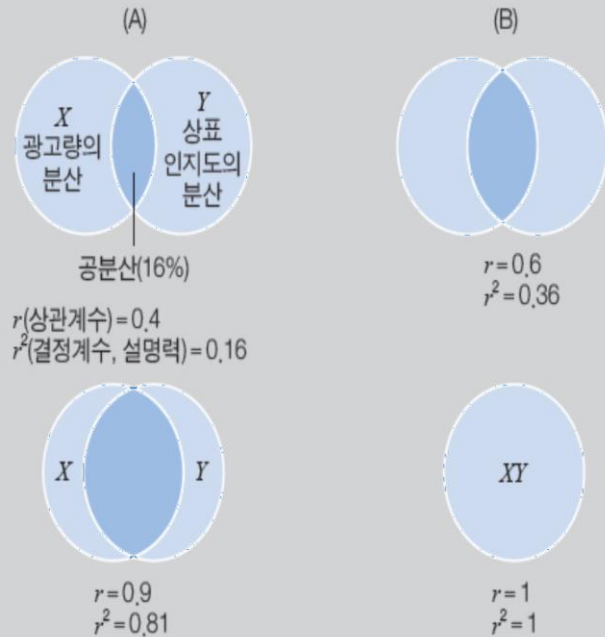 (A)
X
광고량의
분산
Y
상표
인지도의
분산
공분산(16%)
r(상관계수)=0.4
r²(결정계수, 설명력)=0.16
(B)
r=0.6
r²=0.36
X
Y
r=0.9
r²=0.81
XY
r=1
r²=1